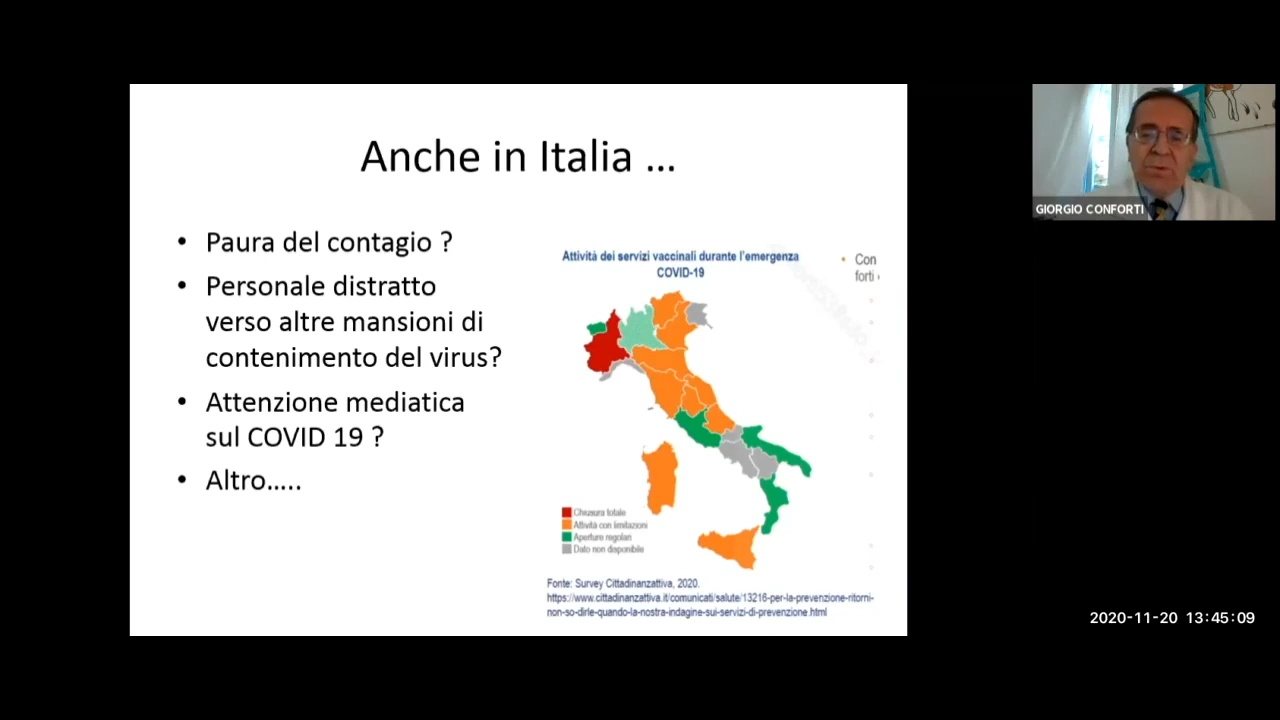 Anche in Italia ...
• Paura del contagio ?
• Personale distratto
verso altre mansioni di
contenimento del virus?
• Attenzione mediatica
sul COVID 19 ?
• Altro.....
Attività dei servizi vaccinali durante l'emergenza
COVID-19
• Con
forti
Chiusura totale
Attività con limitazioni
Aperture regolari
Dato non disponibile
Fonte: Survey Cittadinanzattiva, 2020.
https://www.cittadinanzattiva.it/comunicati/salute/13216-per-la-prevenzione-ritorni-
non-so-dirle-quando-la-nostra-indagine-sui-servizi-di-prevenzione.html
GIORGIO CONFORTI
2020-11-20 13:45:09